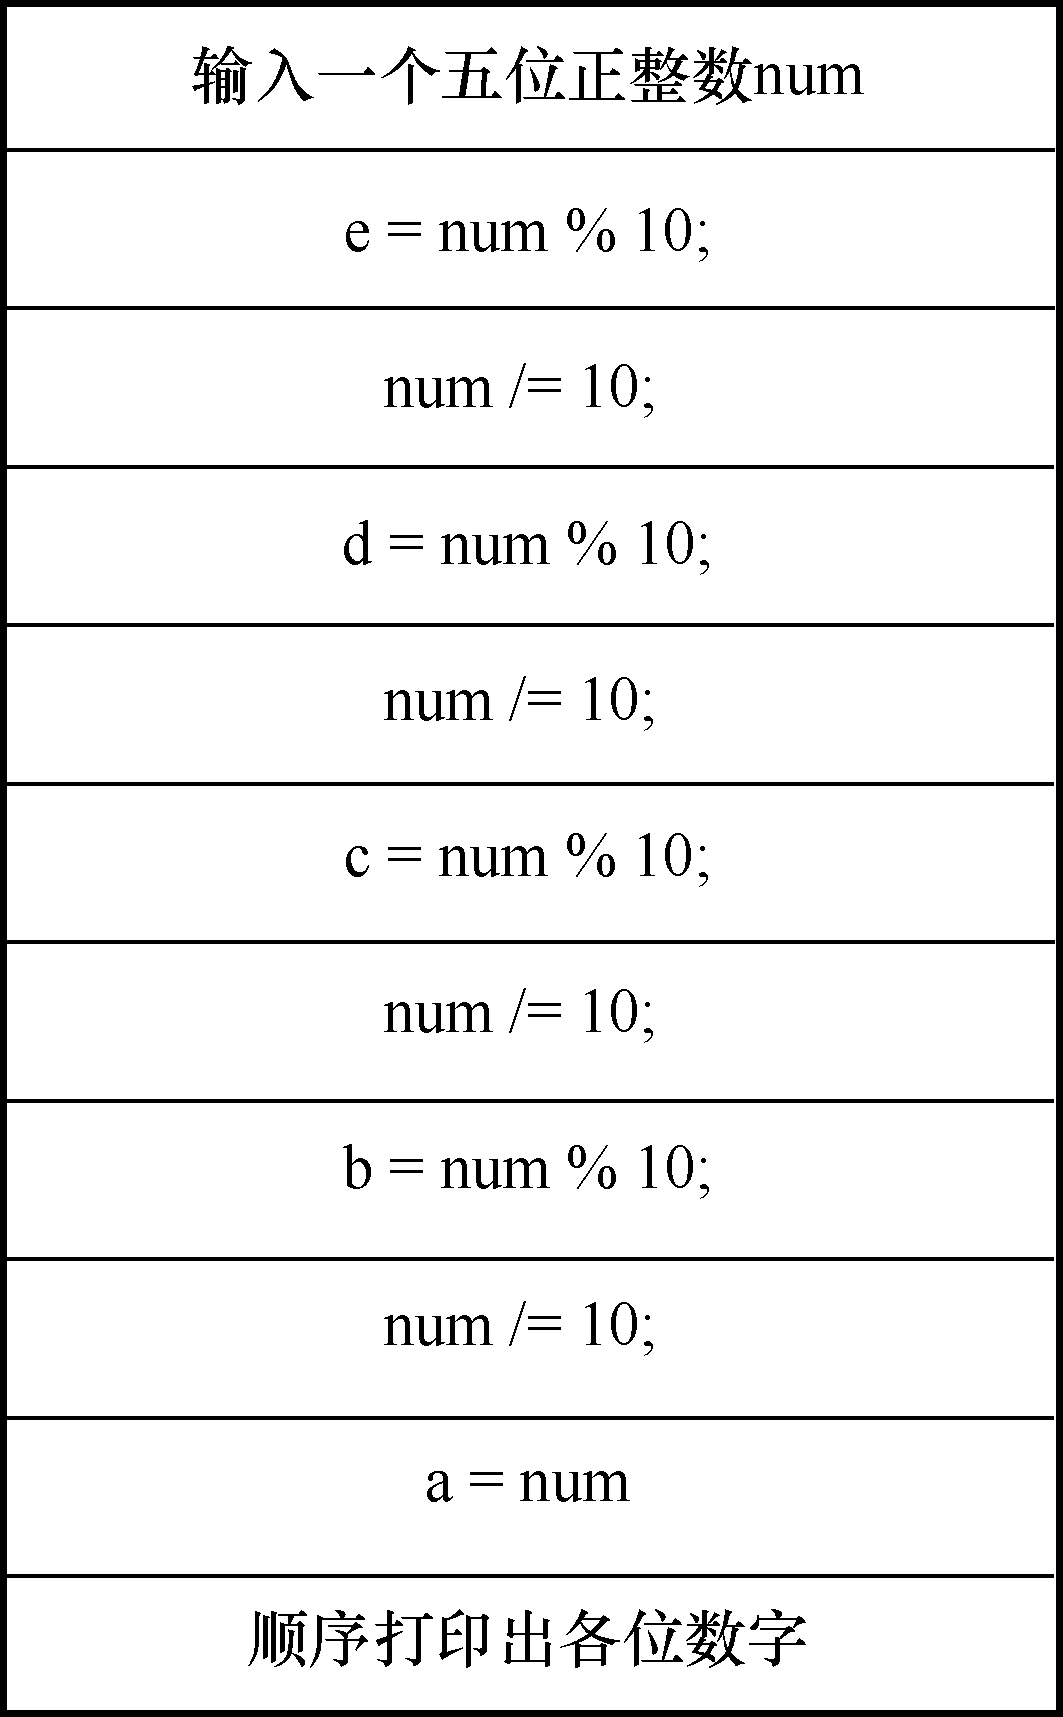 输入一个五位正整数num
e = num % 10;
num /= 10;
d = num % 10;
num /= 10;
c = num % 10;
num /= 10;
b = num % 10;
num /= 10;
a = num
顺序打印出各位数字